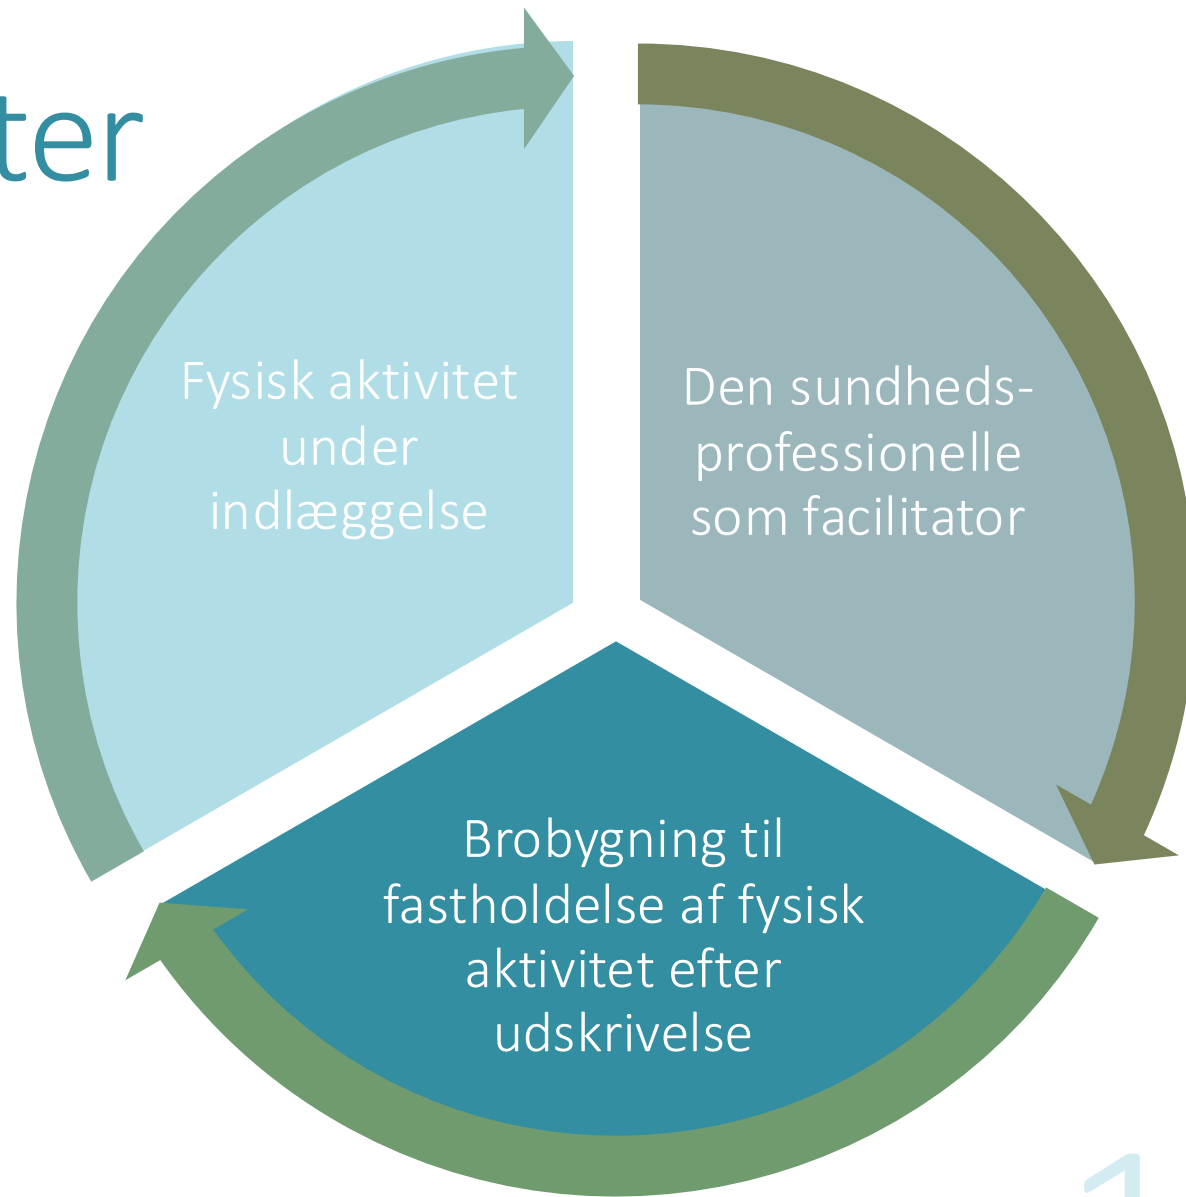 ter
Fysisk aktivitet
under
indlæggelse
Den sundheds-
professionelle
som facilitator
Brobygning til
fastholdelse af fysisk
aktivitet efter
udskrivelse